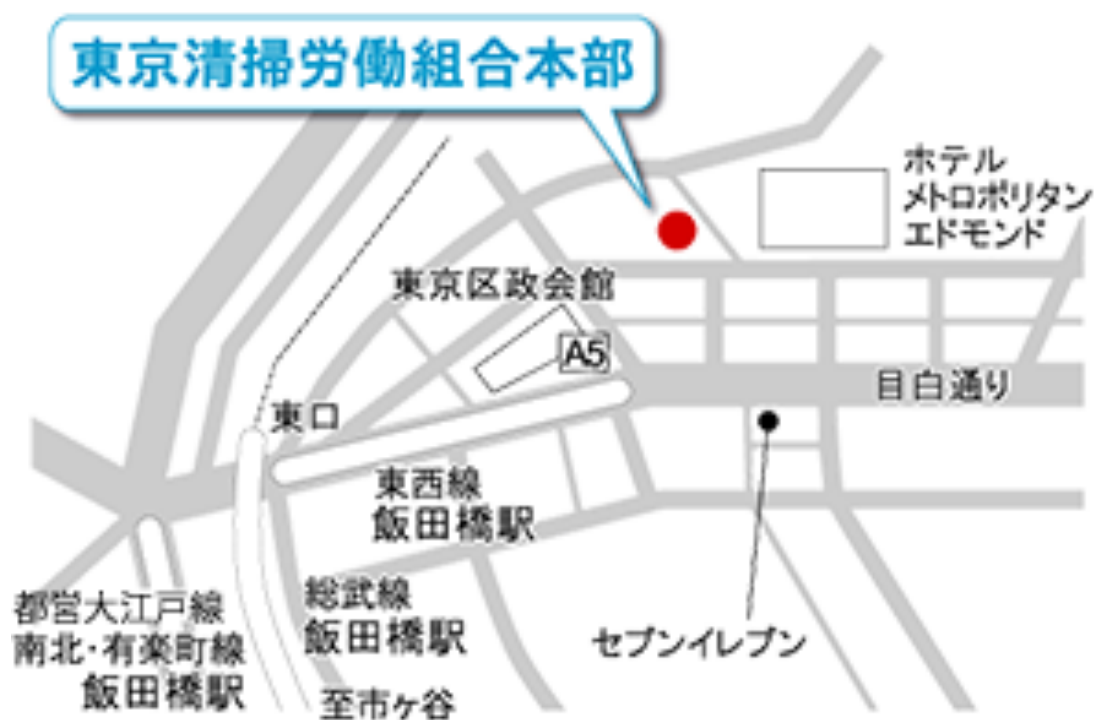 東京清掃労働組合本部
ホテル
メトロポリタン
エドモンド
東京区政会館
A5
目白通り
東口
東西線
飯田橋駅
総武線
飯田橋駅
都営大江戸線
南北・有楽町線
飯田橋駅
セブンイレブン
至市ヶ谷